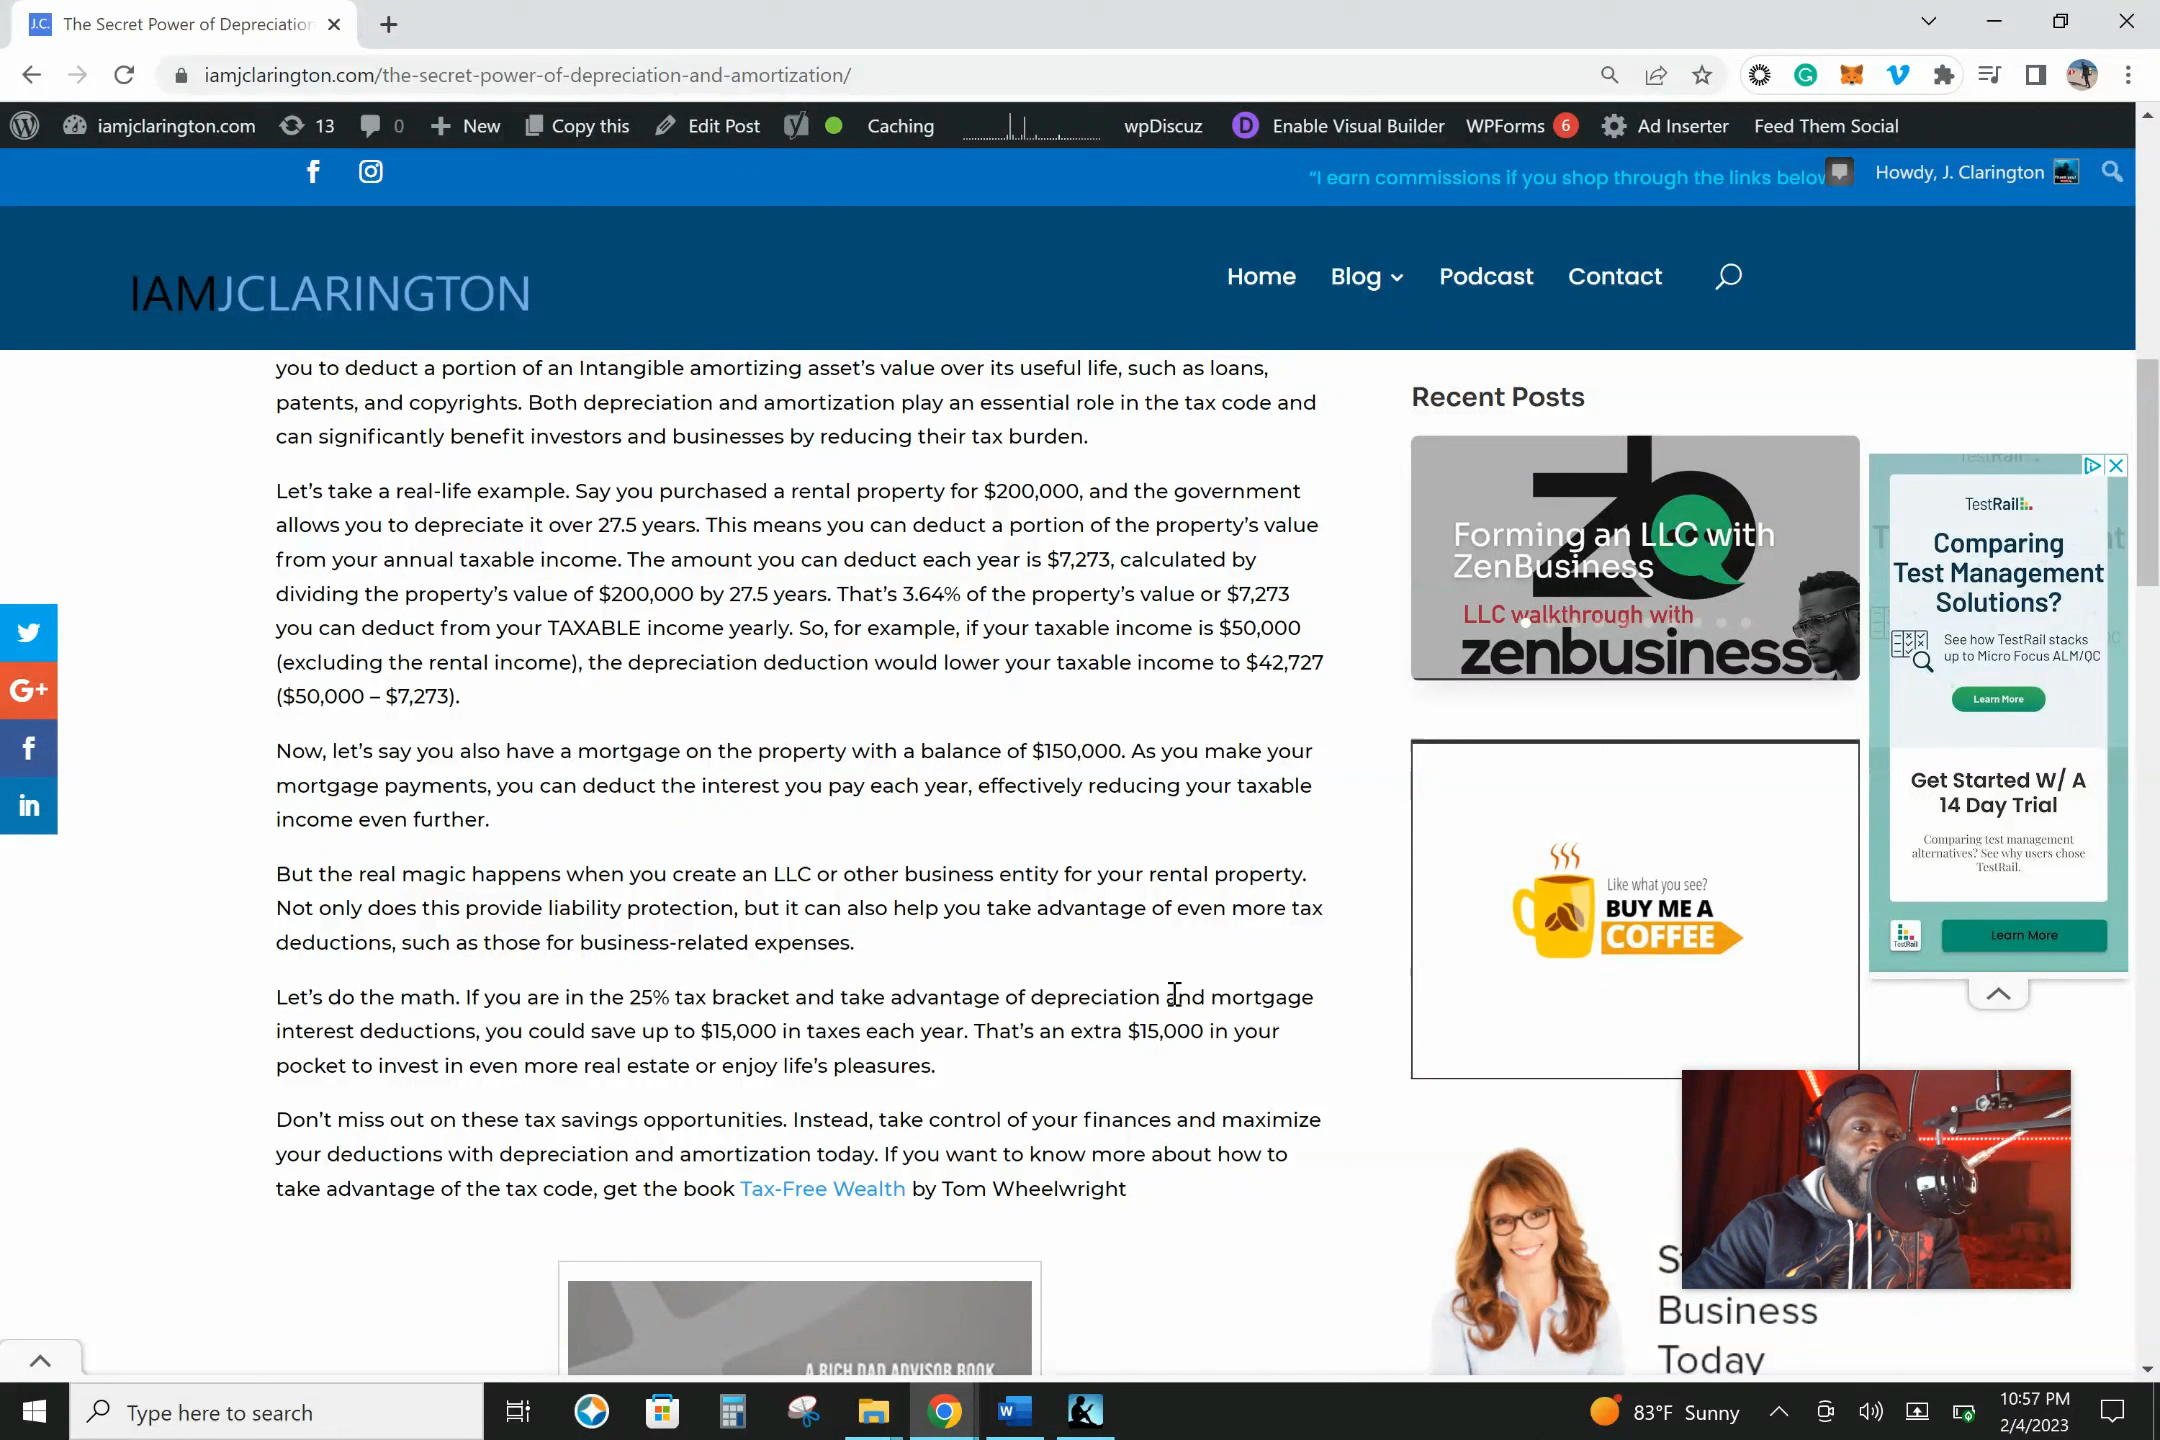 J.C. The Secret Power of Depreciation
iamjclarington.com/the-secret-power-of-depreciation-and-amortization/
iamjclarington.com 13 0 New Copy this Edit Post Caching wpDiscuz D Enable Visual Builder WPForms 6 Ad Inserter Feed Them Social
“I earn commissions if you shop through the links below
Howdy, J. Clarington
IAMJCLARINGTON
Home Blog Podcast Contact
you to deduct a portion of an Intangible amortizing asset’s value over its useful life, such as loans,
patents, and copyrights. Both depreciation and amortization play an essential role in the tax code and
can significantly benefit investors and businesses by reducing their tax burden.
Let’s take a real-life example. Say you purchased a rental property for $200,000, and the government
allows you to depreciate it over 27.5 years. This means you can deduct a portion of the property’s value
from your annual taxable income. The amount you can deduct each year is $7,273, calculated by
dividing the property’s value of $200,000 by 27.5 years. That’s 3.64% of the property’s value or $7,273
you can deduct from your TAXABLE income yearly. So, for example, if your taxable income is $50,000
(excluding the rental income), the depreciation deduction would lower your taxable income to $42,727
($50,000 – $7,273).
Now, let’s say you also have a mortgage on the property with a balance of $150,000. As you make your
mortgage payments, you can deduct the interest you pay each year, effectively reducing your taxable
income even further.
But the real magic happens when you create an LLC or other business entity for your rental property.
Not only does this provide liability protection, but it can also help you take advantage of even more tax
deductions, such as those for business-related expenses.
Let’s do the math. If you are in the 25% tax bracket and take advantage of depreciation and mortgage
interest deductions, you could save up to $15,000 in taxes each year. That’s an extra $15,000 in your
pocket to invest in even more real estate or enjoy life’s pleasures.
Don’t miss out on these tax savings opportunities. Instead, take control of your finances and maximize
your deductions with depreciation and amortization today. If you want to know more about how to
take advantage of the tax code, get the book Tax-Free Wealth by Tom Wheelwright
A RICH DAD ADVISOR BOOK
Recent Posts
Forming an LLC with
ZenBusiness
LLC walkthrough with
zenbusiness
Like what you see?
BUY ME A
COFFEE
Business
Today
TestRail
Comparing
Test Management
Solutions?
See how TestRail stacks
up to Micro Focus ALM/QC
Learn More
Get Started W/ A
14 Day Trial
Comparing test management
alternatives? See why users chose
TestRail.
TestRail
Learn More
G+
f
in
Type here to search
W
83°F Sunny
10:57 PM
2/4/2023